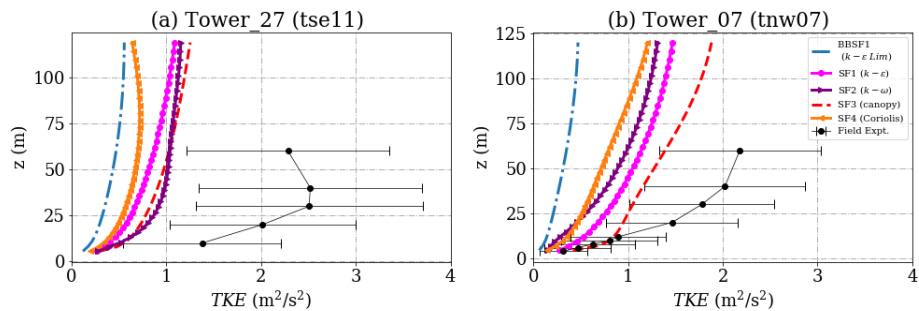 (a) Tower_27 (tse11)
(b) Tower_07 (tnw07)
z (m)
100
75
50
25
0
0
1
2
3
4
TKE (m²/s²)
z (m)
125
100
75
50
25
0
0
1
2
3
4
TKE (m²/s²)
BBSF1
(k − ε Lim)
SF1 (k − ε)
SF2 (k − ω)
SF3 (canopy)
SF4 (Coriolis)
Field Expt.